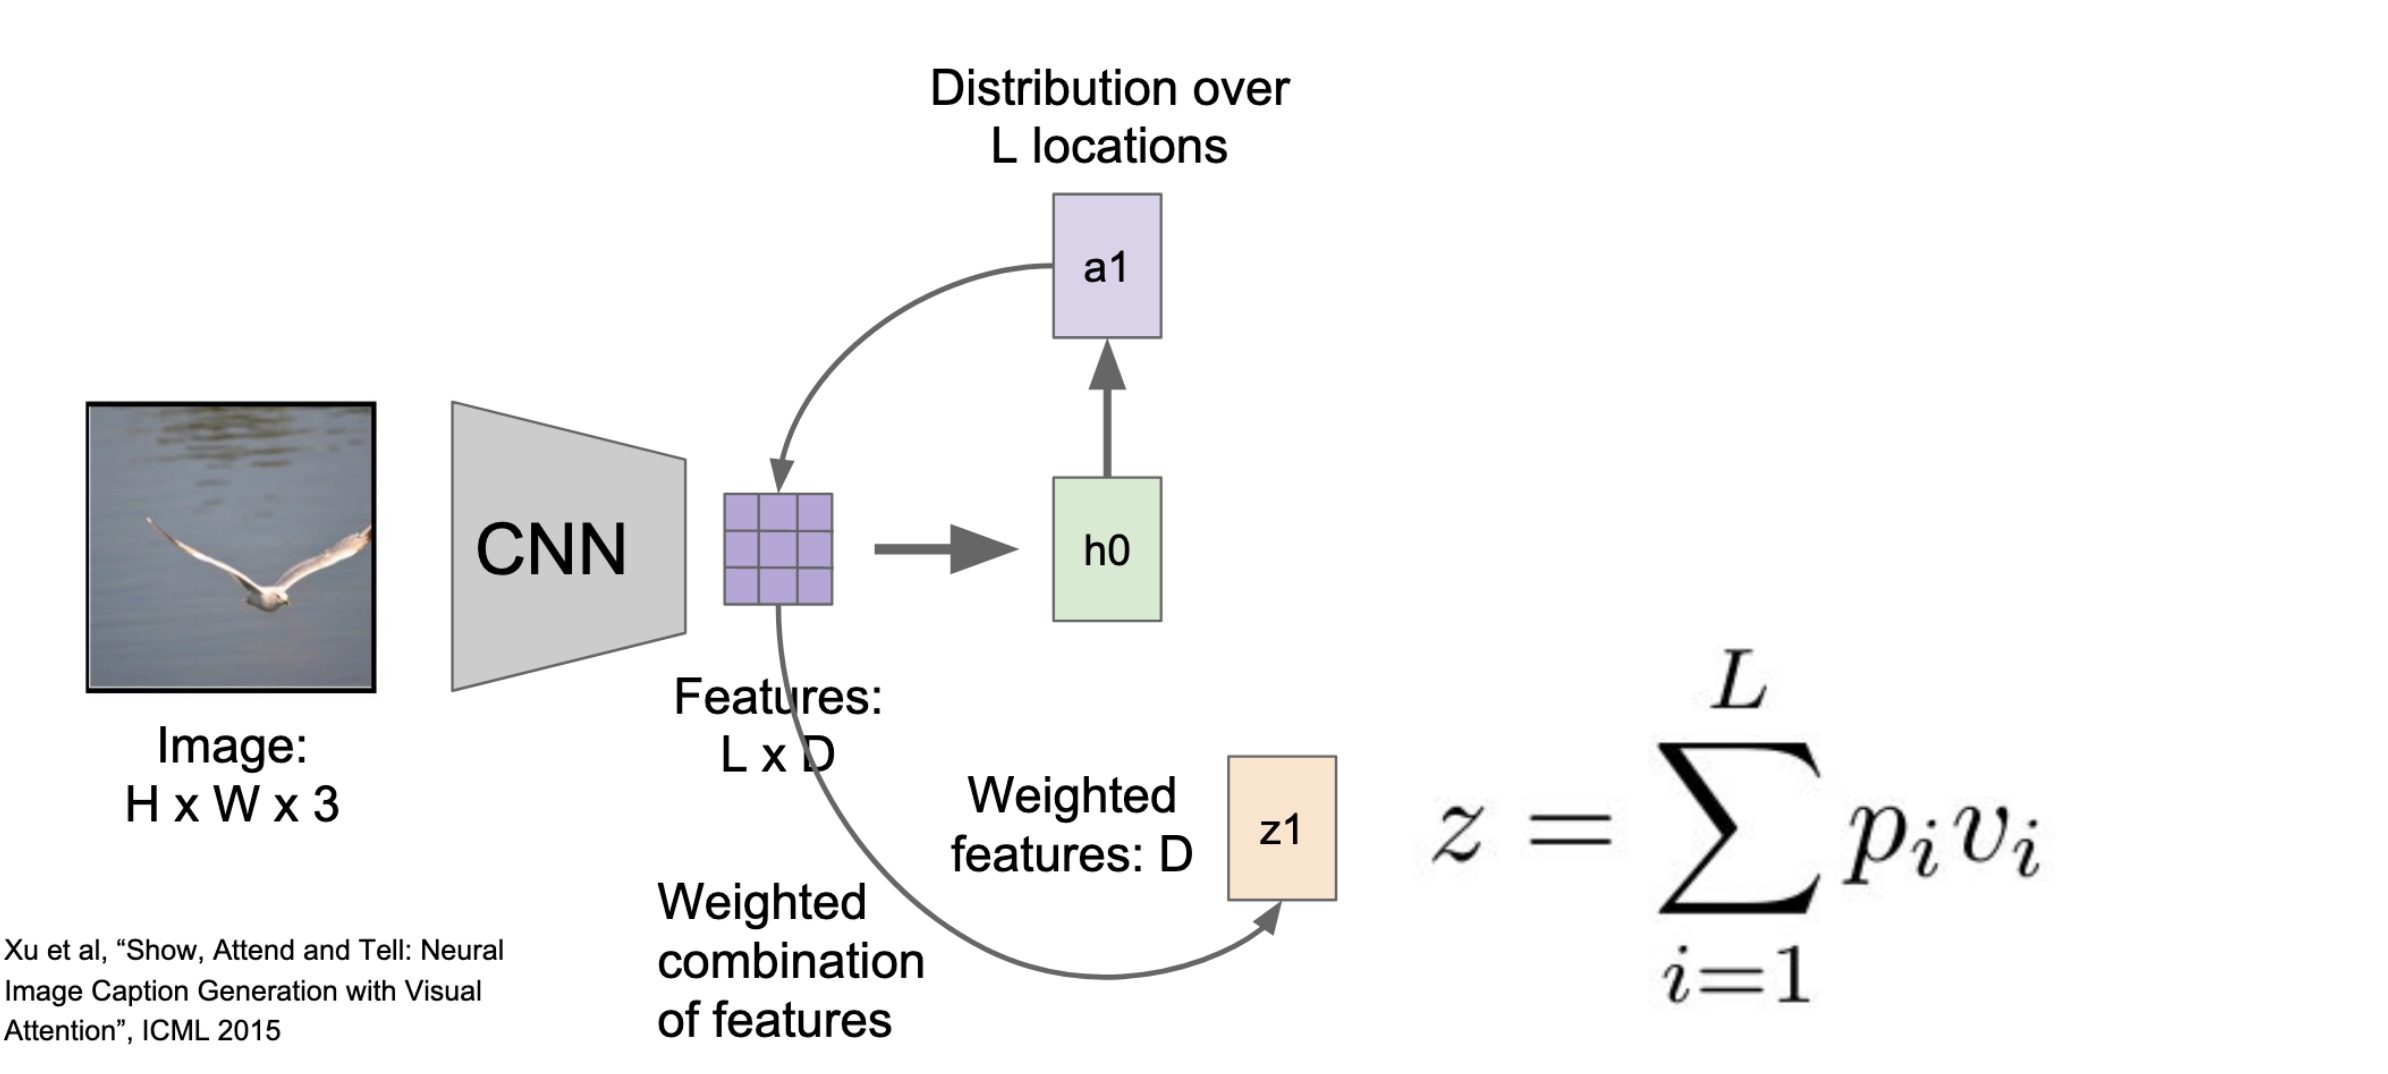 Distribution over
L locations
a1
CNN
h0
Features:
L x D
Image:
H x W x 3
Weighted
features: D
z1
z = \sum_{i=1}^{L} p_i v_i
Weighted
combination
of features
Xu et al, “Show, Attend and Tell: Neural
Image Caption Generation with Visual
Attention”, ICML 2015